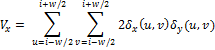 $V_x = \sum_{u=i-w/2}^{i+w/2} \sum_{v=i-w/2}^{i+w/2} 2\delta_x(u,v)\delta_y(u,v)$